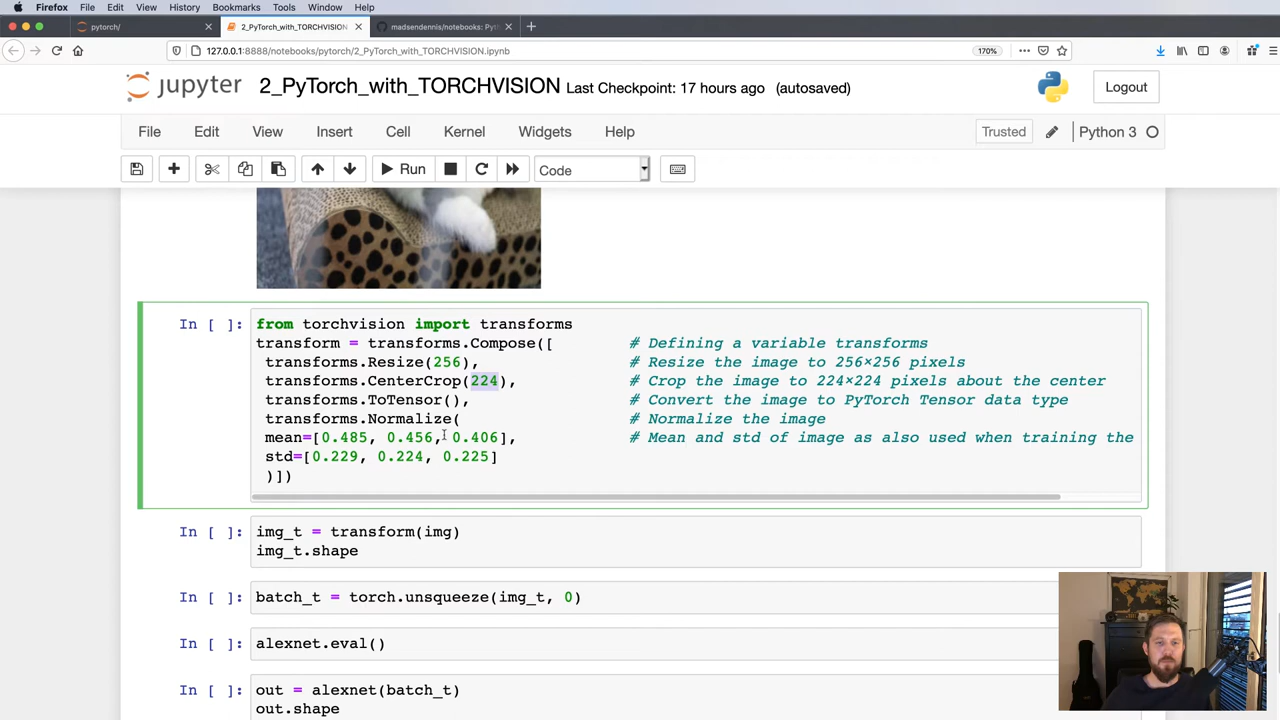 Firefox File Edit View History Bookmarks Tools Window Help
pytorch/ 2_PyTorch_with_TORCHVISION madsendennis/notebooks: Pyt
127.0.0.1:8888/notebooks/pytorch/2_PyTorch_with_TORCHVISION.ipynb 170%
jupyter 2_PyTorch_with_TORCHVISION Last Checkpoint: 17 hours ago (autosaved) Logout
File Edit View Insert Cell Kernel Widgets Help Trusted Python 3
Run Code
In [ ]: from torchvision import transforms
transform = transforms.Compose([ # Defining a variable transforms
transforms.Resize(256), # Resize the image to 256×256 pixels
transforms.CenterCrop(224), # Crop the image to 224×224 pixels about the center
transforms.ToTensor(), # Convert the image to PyTorch Tensor data type
transforms.Normalize( # Normalize the image
mean=[0.485, 0.456, 0.406], # Mean and std of image as also used when training the
std=[0.229, 0.224, 0.225]
)])
In [ ]: img_t = transform(img)
img_t.shape
In [ ]: batch_t = torch.unsqueeze(img_t, 0)
In [ ]: alexnet.eval()
In [ ]: out = alexnet(batch_t)
out.shape